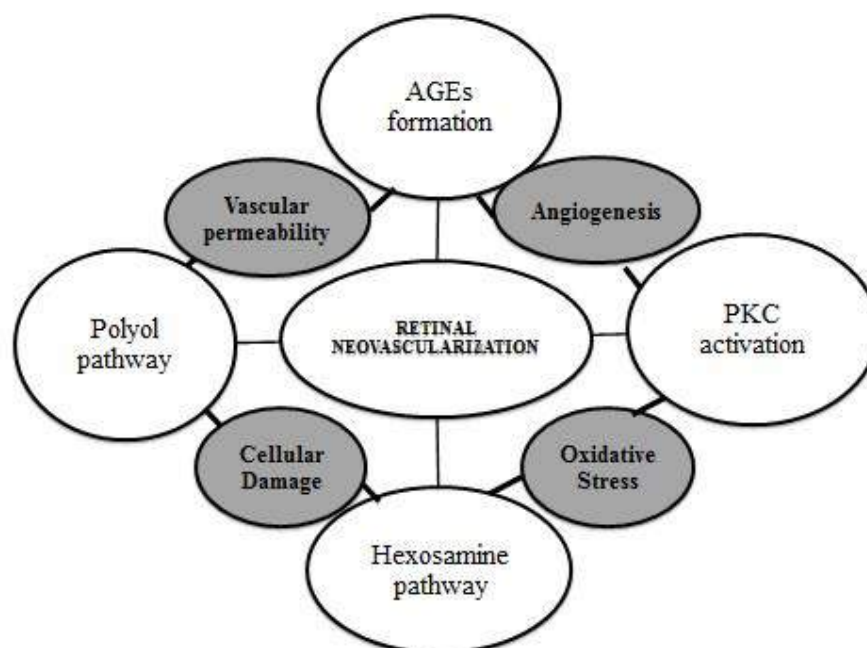 AGEs
formation
Vascular
permeability
Angiogenesis
Polyol
pathway
RETINAL
NEOVASCULARIZATION
PKC
activation
Cellular
Damage
Oxidative
Stress
Hexosamine
pathway